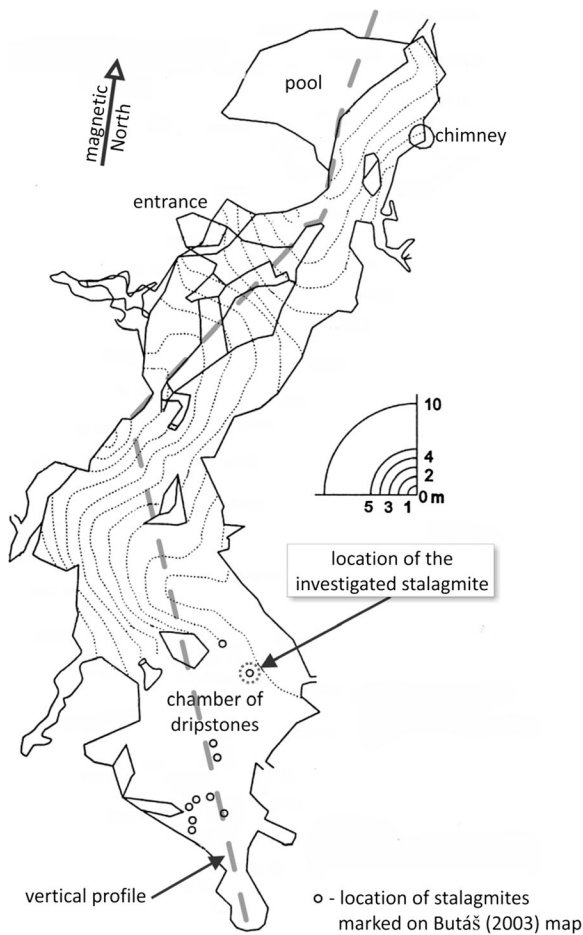 pool
magnetic
North
chimney
entrance
10
4
2
0 m
5 3 1
location of the
investigated stalagmite
chamber of
dripstones
vertical profile
- location of stalagmites
marked on Butáš (2003) map